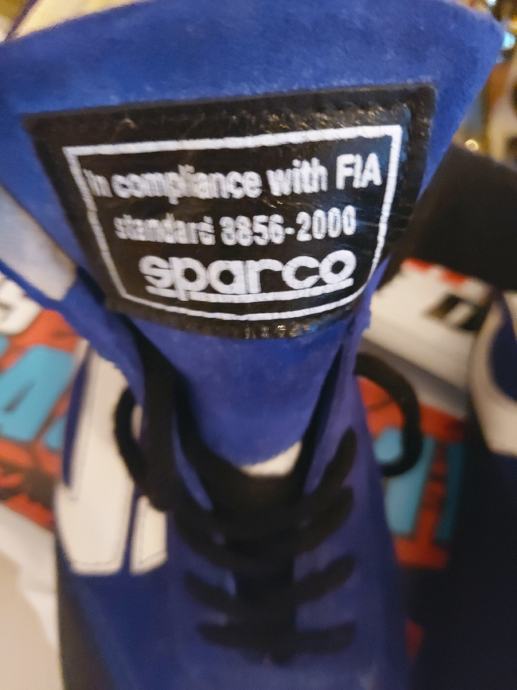 In compliance with FIA
standard 8856-2000
sparco